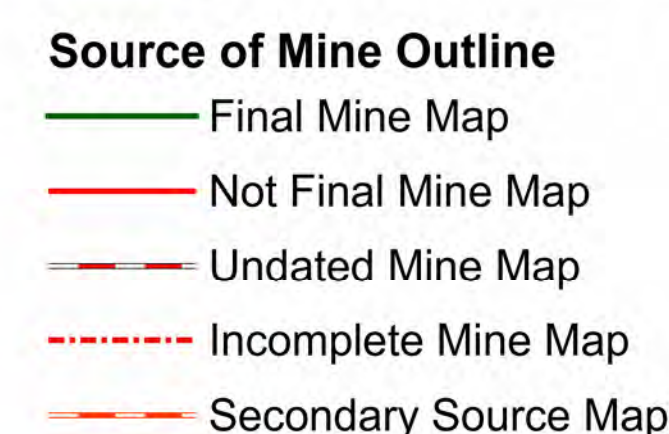 Source of Mine Outline
Final Mine Map
Not Final Mine Map
Undated Mine Map
Incomplete Mine Map
Secondary Source Map